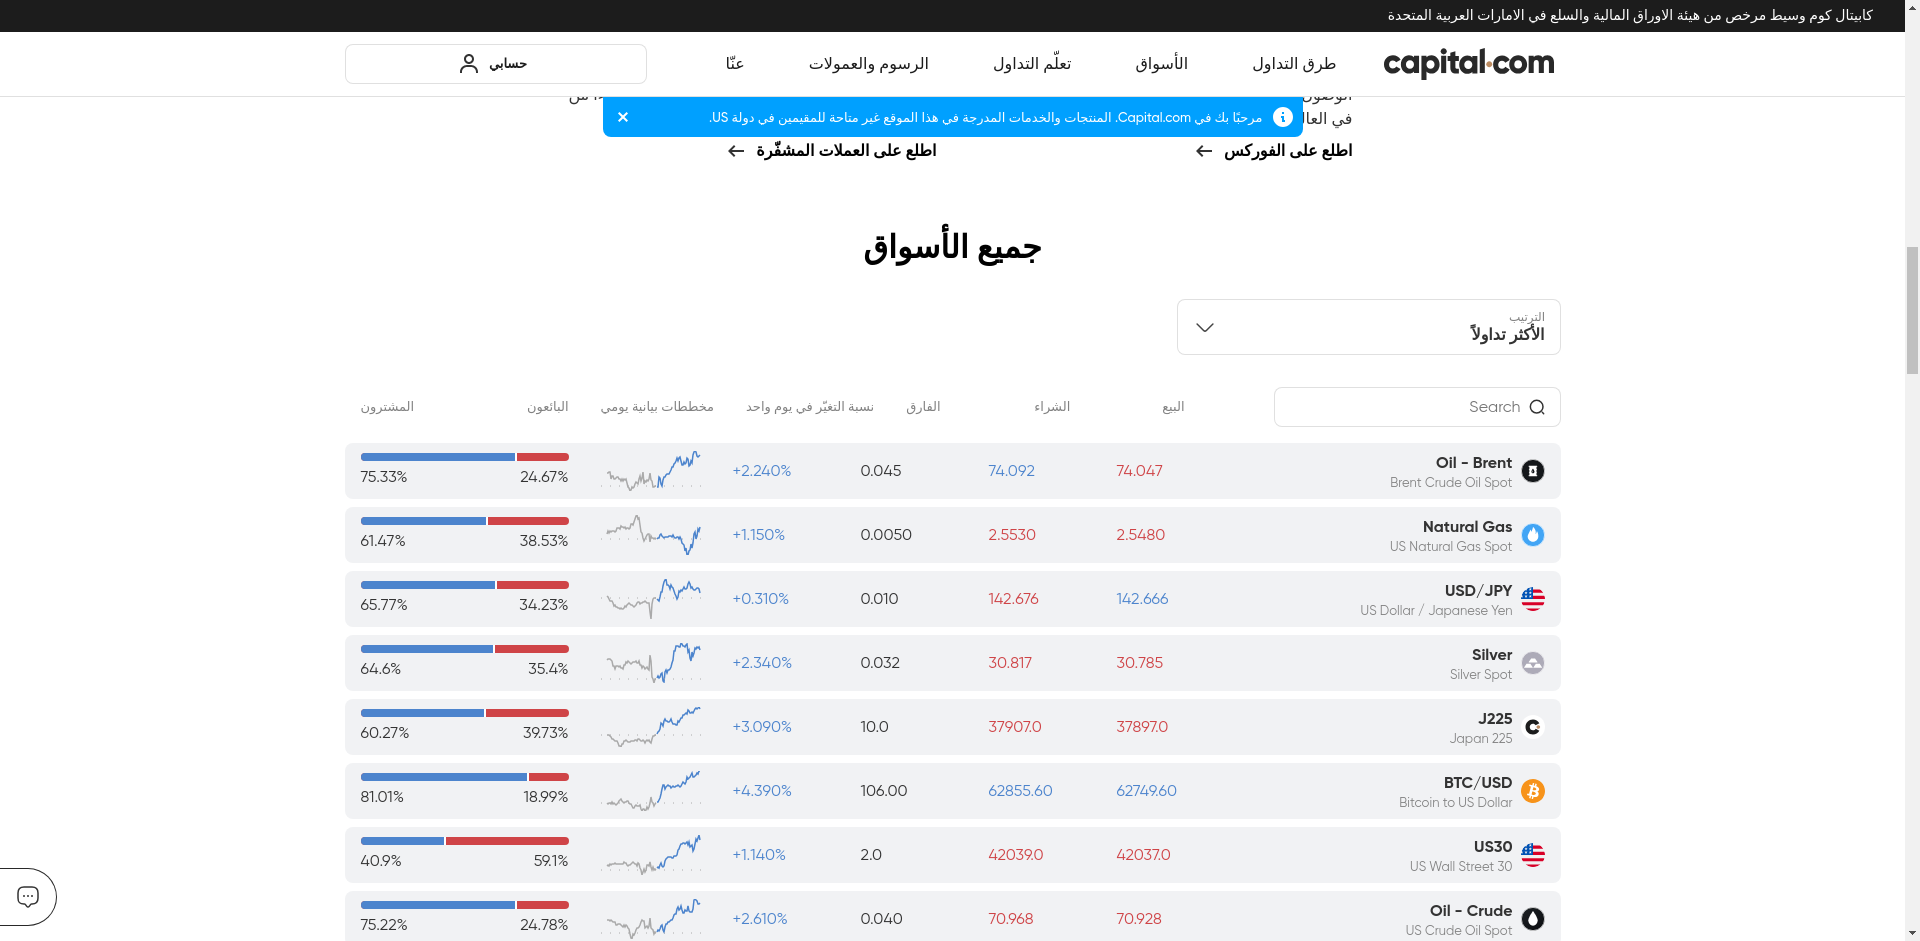 كابيتال كوم وسيط مرخص من هيئة الاوراق المالية والسلع في الامارات العربية المتحدة
capital.com
طرق التداول
الأسواق
تعلّم التداول
الرسوم والعمولات
عنّا
حسابي
مرحبًا بك في Capital.com. المنتجات والخدمات المدرجة في هذا الموقع غير متاحة للمقيمين في دولة US.
اطلع على الفوركس
اطلع على العملات المشفّرة
جميع الأسواق
الترتيب
الأكثر تداولاً
Search
البيع
الشراء
الفارق
نسبة التغيّر في يوم واحد
مخططات بيانية يومي
البائعون
المشترون
Oil - Brent
Brent Crude Oil Spot
74.047
74.092
0.045
+2.240%
24.67%
75.33%
Natural Gas
US Natural Gas Spot
2.5480
2.5530
0.0050
+1.150%
38.53%
61.47%
USD/JPY
US Dollar / Japanese Yen
142.666
142.676
0.010
+0.310%
34.23%
65.77%
Silver
Silver Spot
30.785
30.817
0.032
+2.340%
35.4%
64.6%
J225
Japan 225
37897.0
37907.0
10.0
+3.090%
39.73%
60.27%
BTC/USD
Bitcoin to US Dollar
62749.60
62855.60
106.00
+4.390%
18.99%
81.01%
US30
US Wall Street 30
42037.0
42039.0
2.0
+1.140%
59.1%
40.9%
Oil - Crude
US Crude Oil Spot
70.928
70.968
0.040
+2.610%
24.78%
75.22%